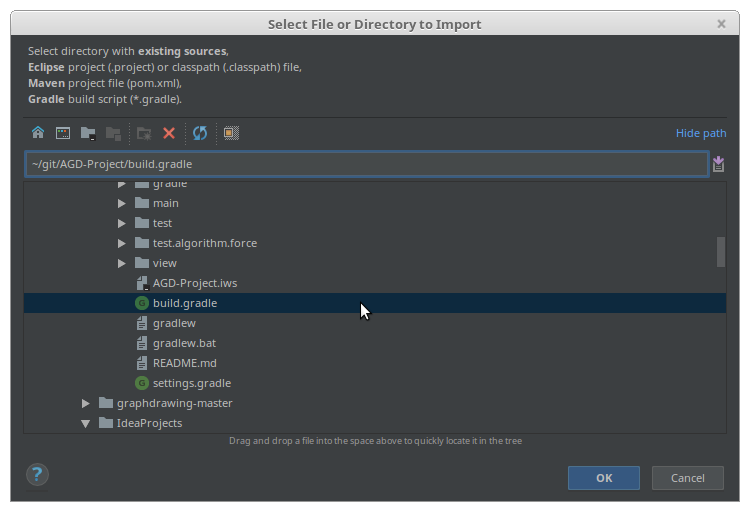 Select File or Directory to Import
Select directory with existing sources,
Eclipse project (.project) or classpath (.classpath) file,
Maven project file (pom.xml),
Gradle build script (*.gradle).
Hide path
~/git/AGD-Project/build.gradle
gradle
main
test
test.algorithm.force
view
AGD-Project.iws
G build.gradle
gradlew
gradlew.bat
README.md
G settings.gradle
graphdrawing-master
IdeaProjects
Drag and drop a file into the space above to quickly locate it in the tree
?
OK
Cancel